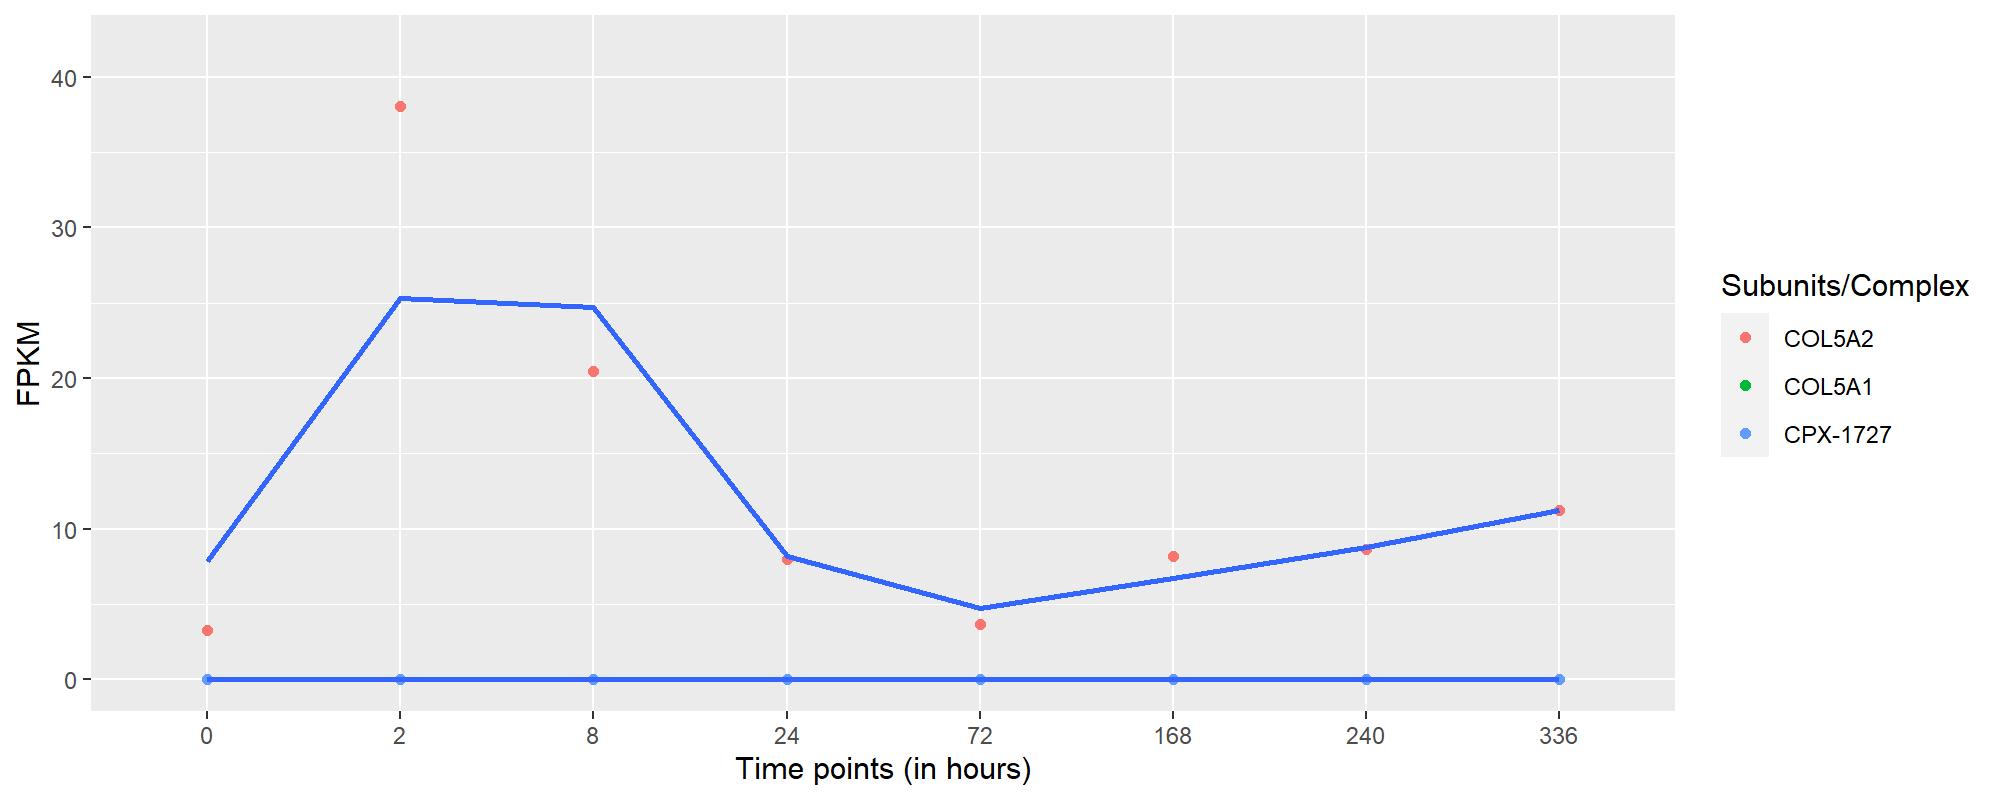 40
30
20
10
0
FPKM
0 2 8 24 72 168 240 336
Time points (in hours)
Subunits/Complex
COL5A2
COL5A1
CPX-1727